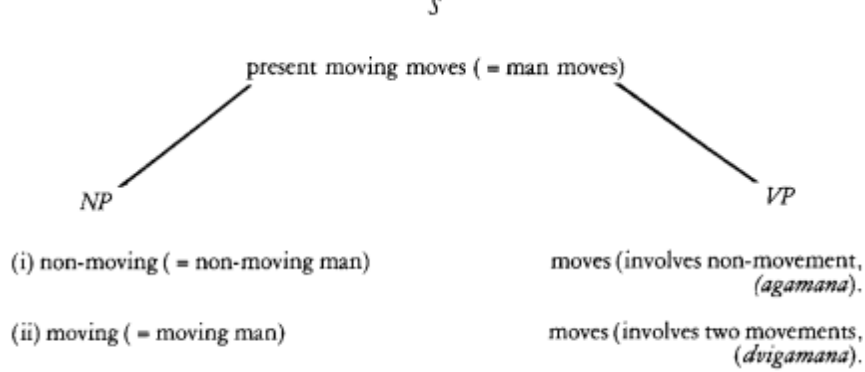 S
present moving moves ( = man moves)
NP
VP
(i) non-moving ( = non-moving man)
moves (involves non-movement,
(agamana).
(ii) moving ( = moving man)
moves (involves two movements,
(dvigamana).